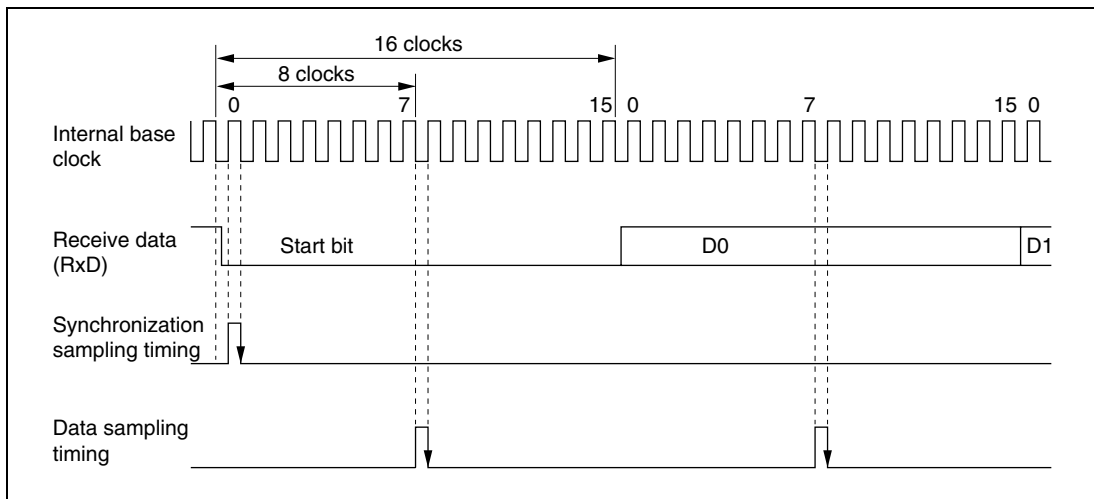 16 clocks
8 clocks
0 7 15 0 7 15 0
Internal base
clock
Receive data
(RxD)
Start bit D0 D1
Synchronization
sampling timing
Data sampling
timing